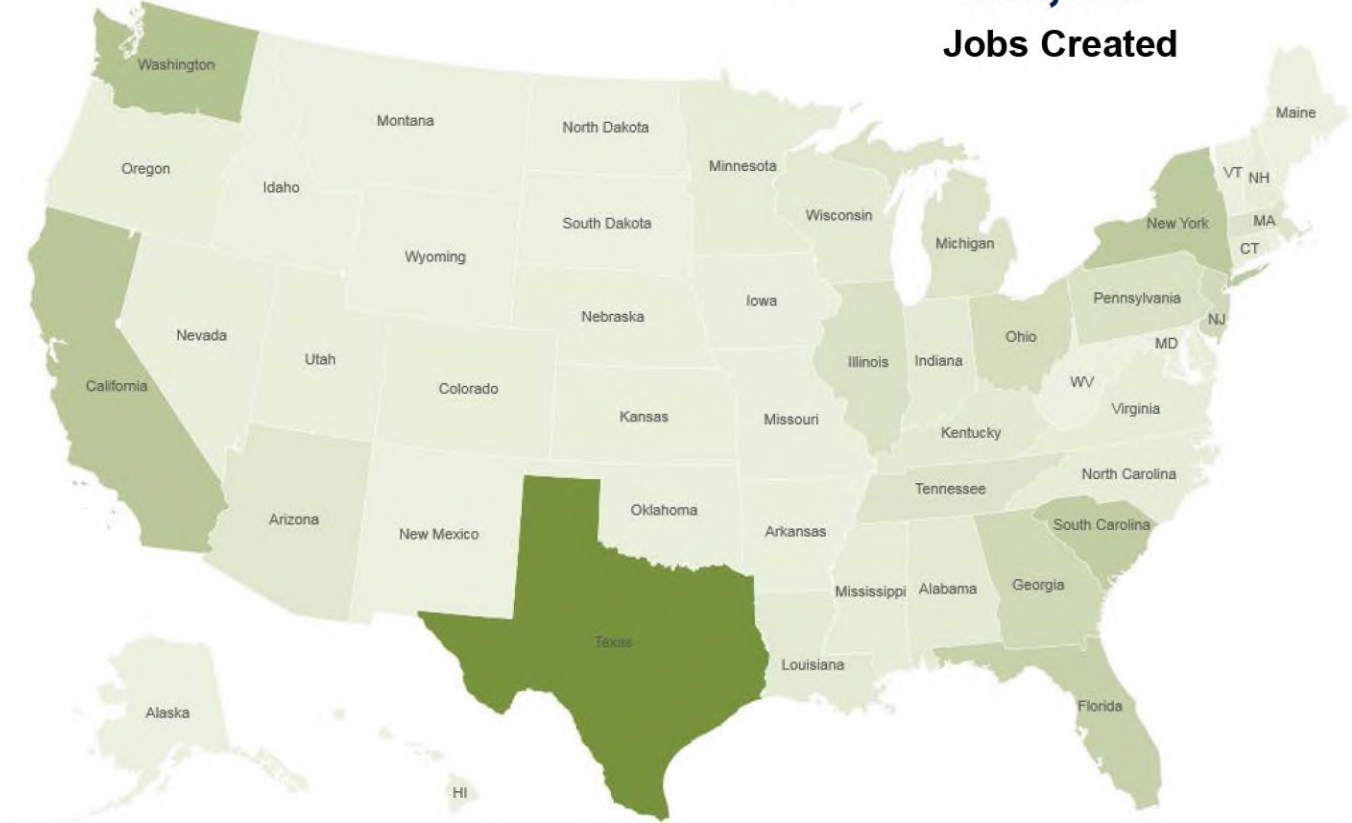 Jobs Created
Washington
Maine
Montana
North Dakota
Minnesota
Oregon
VT
NH
Idaho
Wisconsin
South Dakota
New York
MA
Michigan
CT
Wyoming
Pennsylvania
Iowa
Nebraska
NJ
Nevada
Ohio
MD
Utah
Illinois
Indiana
California
Colorado
WV
Virginia
Kansas
Missouri
Kentucky
North Carolina
Tennessee
Oklahoma
Arizona
South Carolina
New Mexico
Arkansas
Georgia
Mississippi
Alabama
Texas
Louisiana
Florida
Alaska
HI